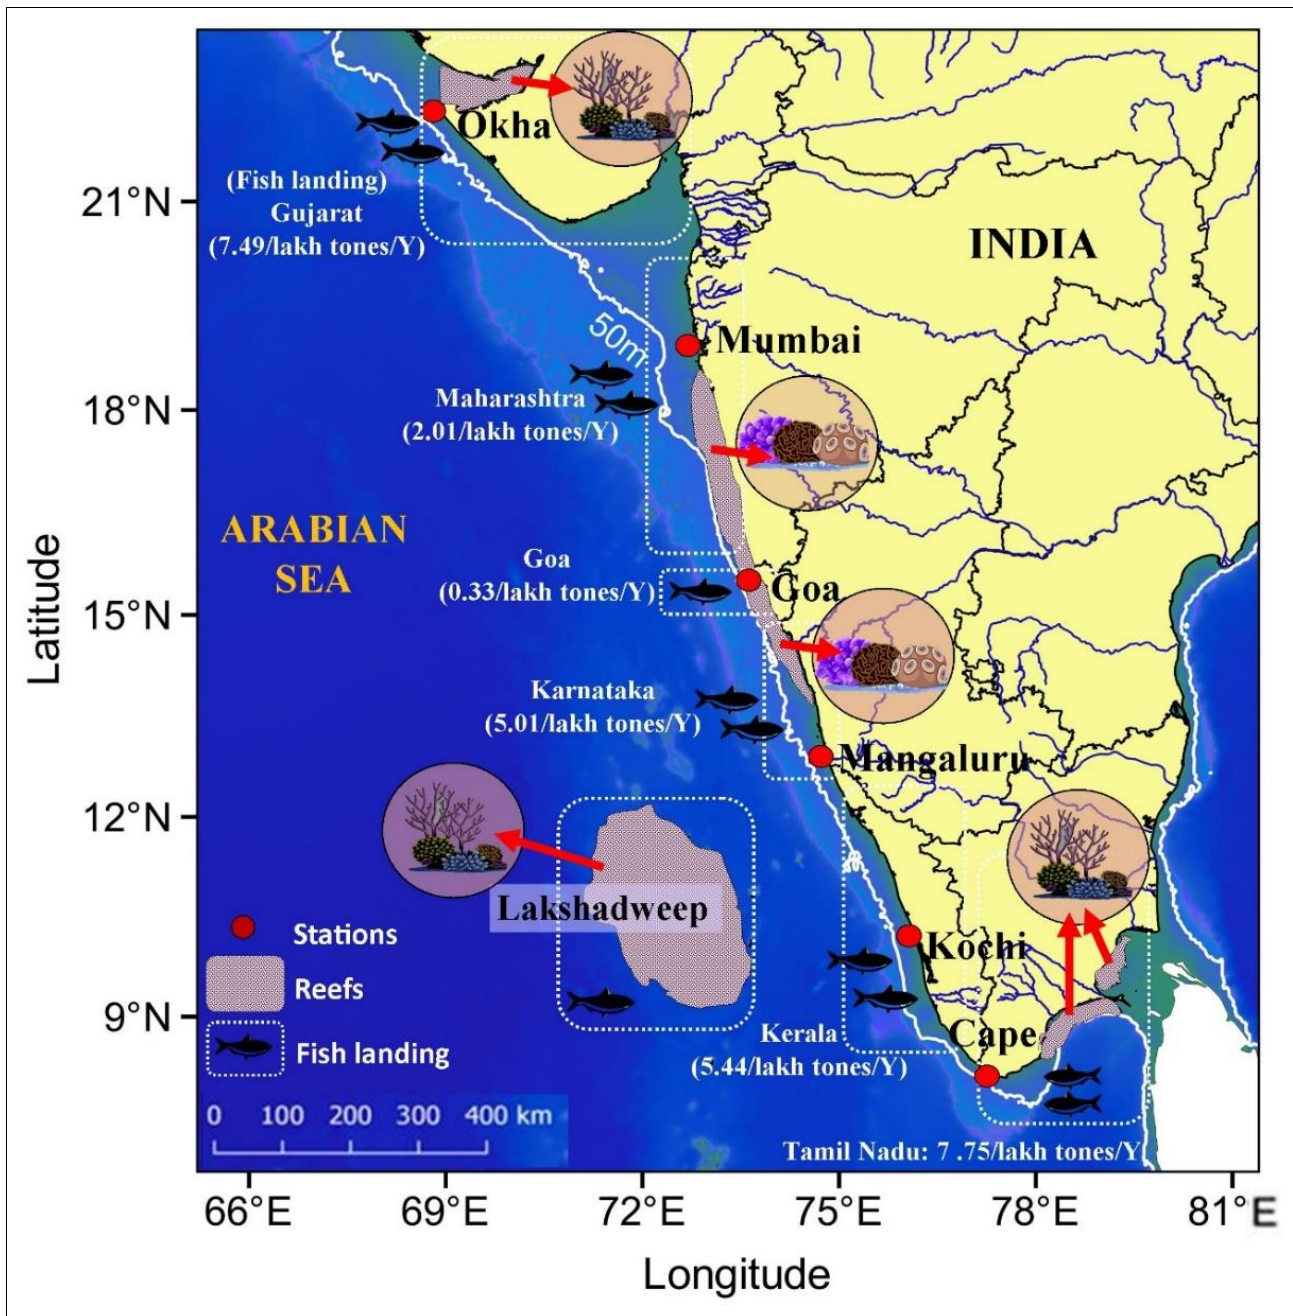 Okha
(Fish landing)
Gujarat
(7.49/lakh tones/Y)
21°N
INDIA
50m
Mumbai
Maharashtra
(2.01/lakh tones/Y)
18°N
ARABIAN
SEA
Goa
(0.33/lakh tones/Y)
Goa
15°N
Latitude
Karnataka
(5.01/lakh tones/Y)
Mangaluru
12°N
Lakshadweep
Stations
Kochi
Reefs
9°N
Cape
Kerala
(5.44/lakh tones/Y)
Fish landing
0 100 200 300 400 km
Tamil Nadu: 7 .75/lakh tones/Y
66°E 69°E 72°E 75°E 78°E 81°E
Longitude